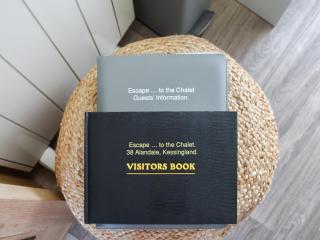 Escape ... to the Chalet
Guests' Information.
Escape ... to the Chalet.
38 Alandale, Kessingland.
VISITORS BOOK